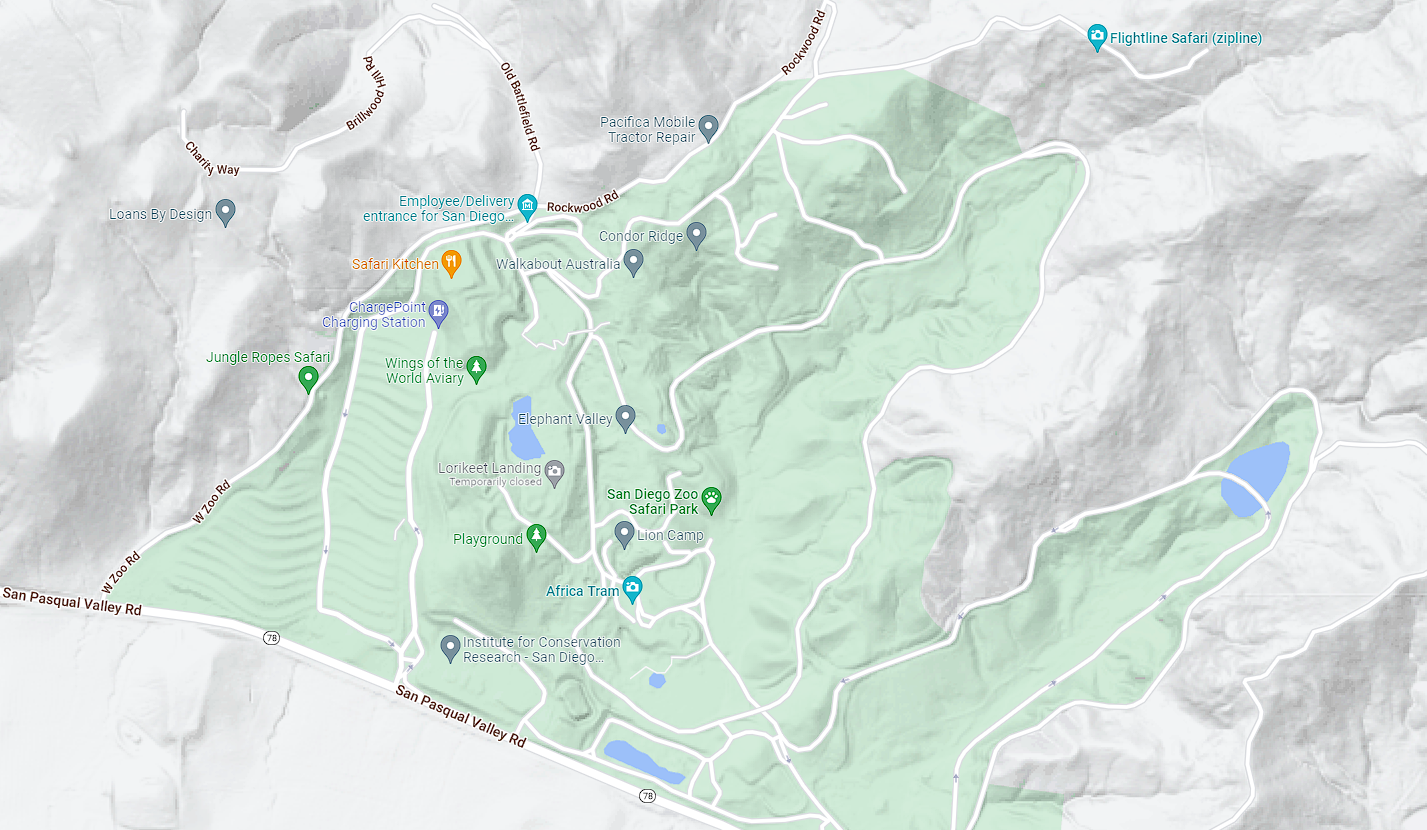 Rockwood Rd
Flightline Safari (zipline)
Hill Rd
Brillwood
Old Battlefield Rd
Pacifica Mobile
Tractor Repair
Charity Way
Employee/Delivery
entrance for San Diego...
Rockwood Rd
Loans By Design
Condor Ridge
Safari Kitchen
Walkabout Australia
ChargePoint
Charging Station
Jungle Ropes Safari
Wings of the
World Aviary
Elephant Valley
Lorikeet Landing
Temporarily closed
W Zoo Rd
San Diego Zoo
Safari Park
Playground
Lion Camp
W Zoo Rd
Africa Tram
San Pasqual Valley Rd
78
Institute for Conservation
Research - San Diego...
San Pasqual Valley Rd
78